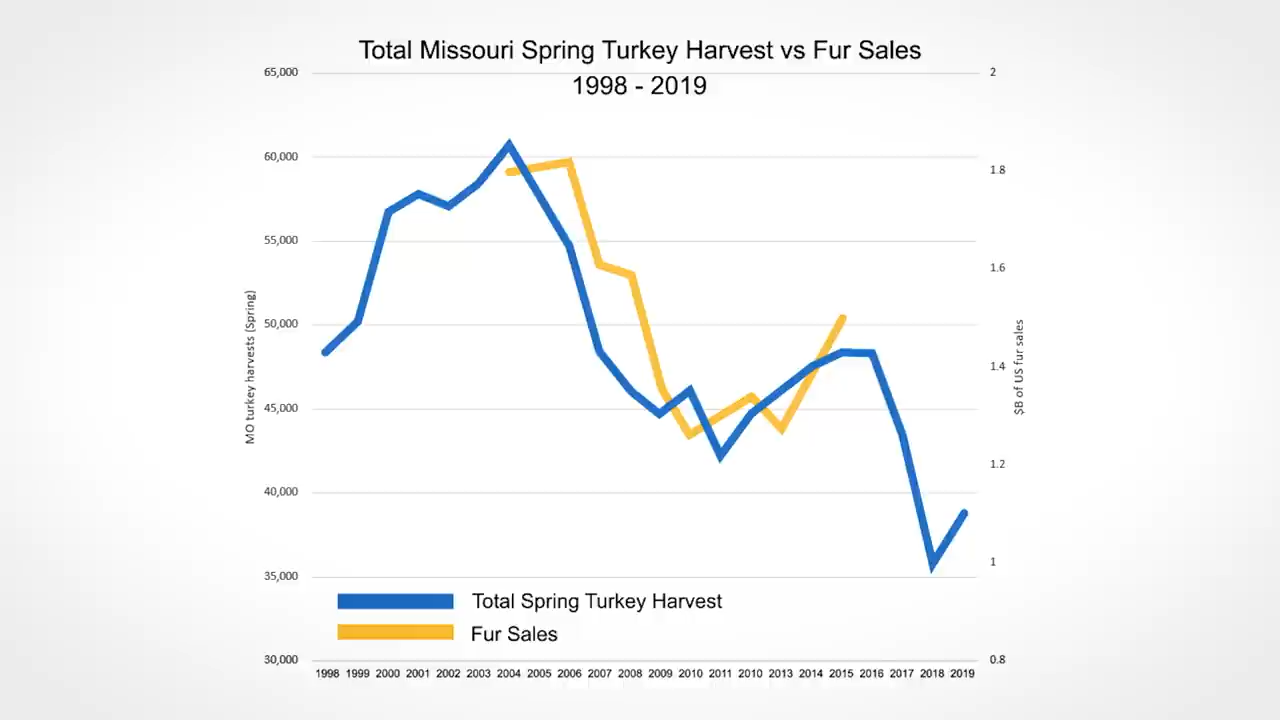 Total Missouri Spring Turkey Harvest vs Fur Sales
1998 - 2019
65,000
60,000
55,000
50,000
45,000
40,000
35,000
30,000
MO turkey harvests (Spring)
2
1.8
1.6
1.4
1.2
1
0.8
$B of US fur sales
Total Spring Turkey Harvest
Fur Sales
1998 1999 2000 2001 2002 2003 2004 2005 2006 2007 2008 2009 2010 2011 2010 2013 2014 2015 2016 2017 2018 2019